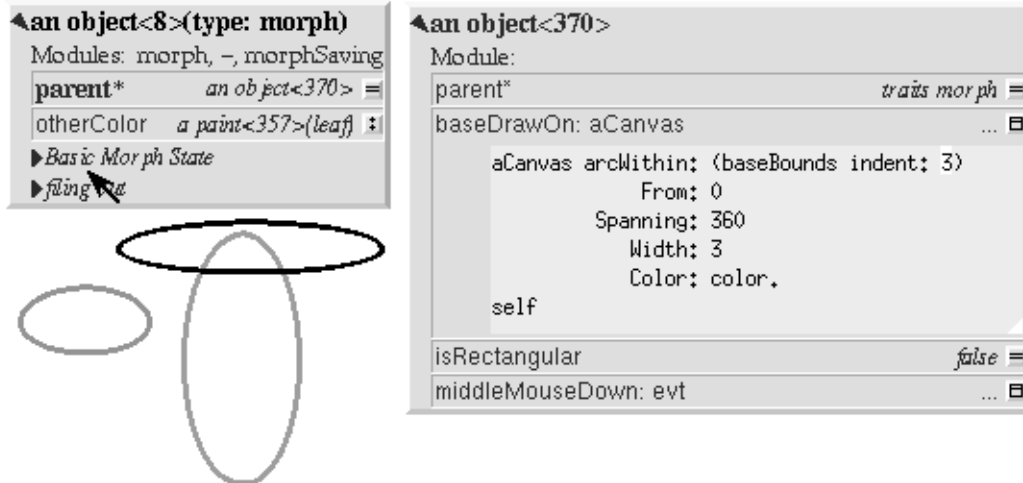 an object<8>(type: morph)
Modules: morph, –, morphSaving
parent* an object<370> =
otherColor a paint<357>(leaf) :
Basic Morph State
filing out
an object<370>
Module:
parent* traits morph =
baseDrawOn: aCanvas ...
aCanvas arcWithin: (baseBounds indent: 3)
From: 0
Spanning: 360
Width: 3
Color: color.
self
isRectangular false =
middleMouseDown: evt ...